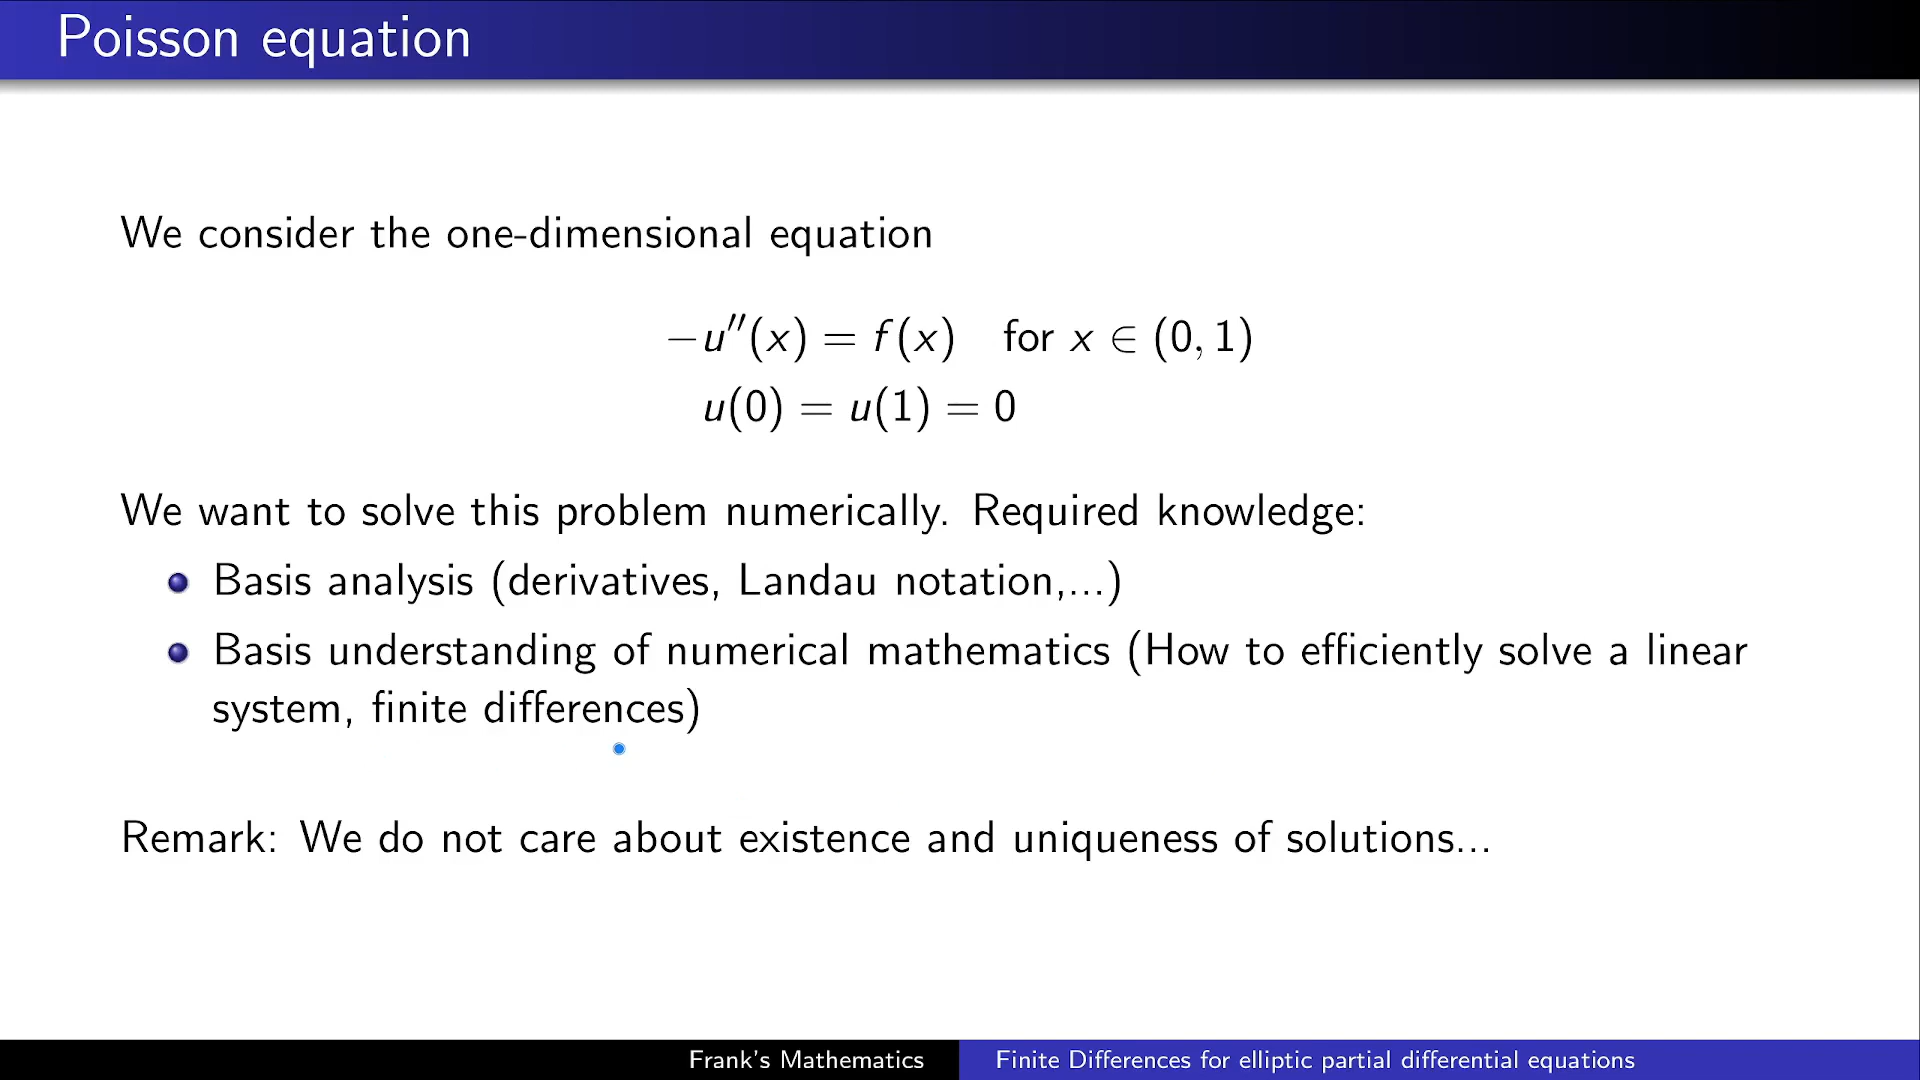 Poisson equation
We consider the one-dimensional equation
−u′′(x) = f(x) for x ∈ (0, 1)
u(0) = u(1) = 0
We want to solve this problem numerically. Required knowledge:
Basis analysis (derivatives, Landau notation,...)
Basis understanding of numerical mathematics (How to efficiently solve a linear
system, finite differences)
Remark: We do not care about existence and uniqueness of solutions...
Frank's Mathematics
Finite Differences for elliptic partial differential equations